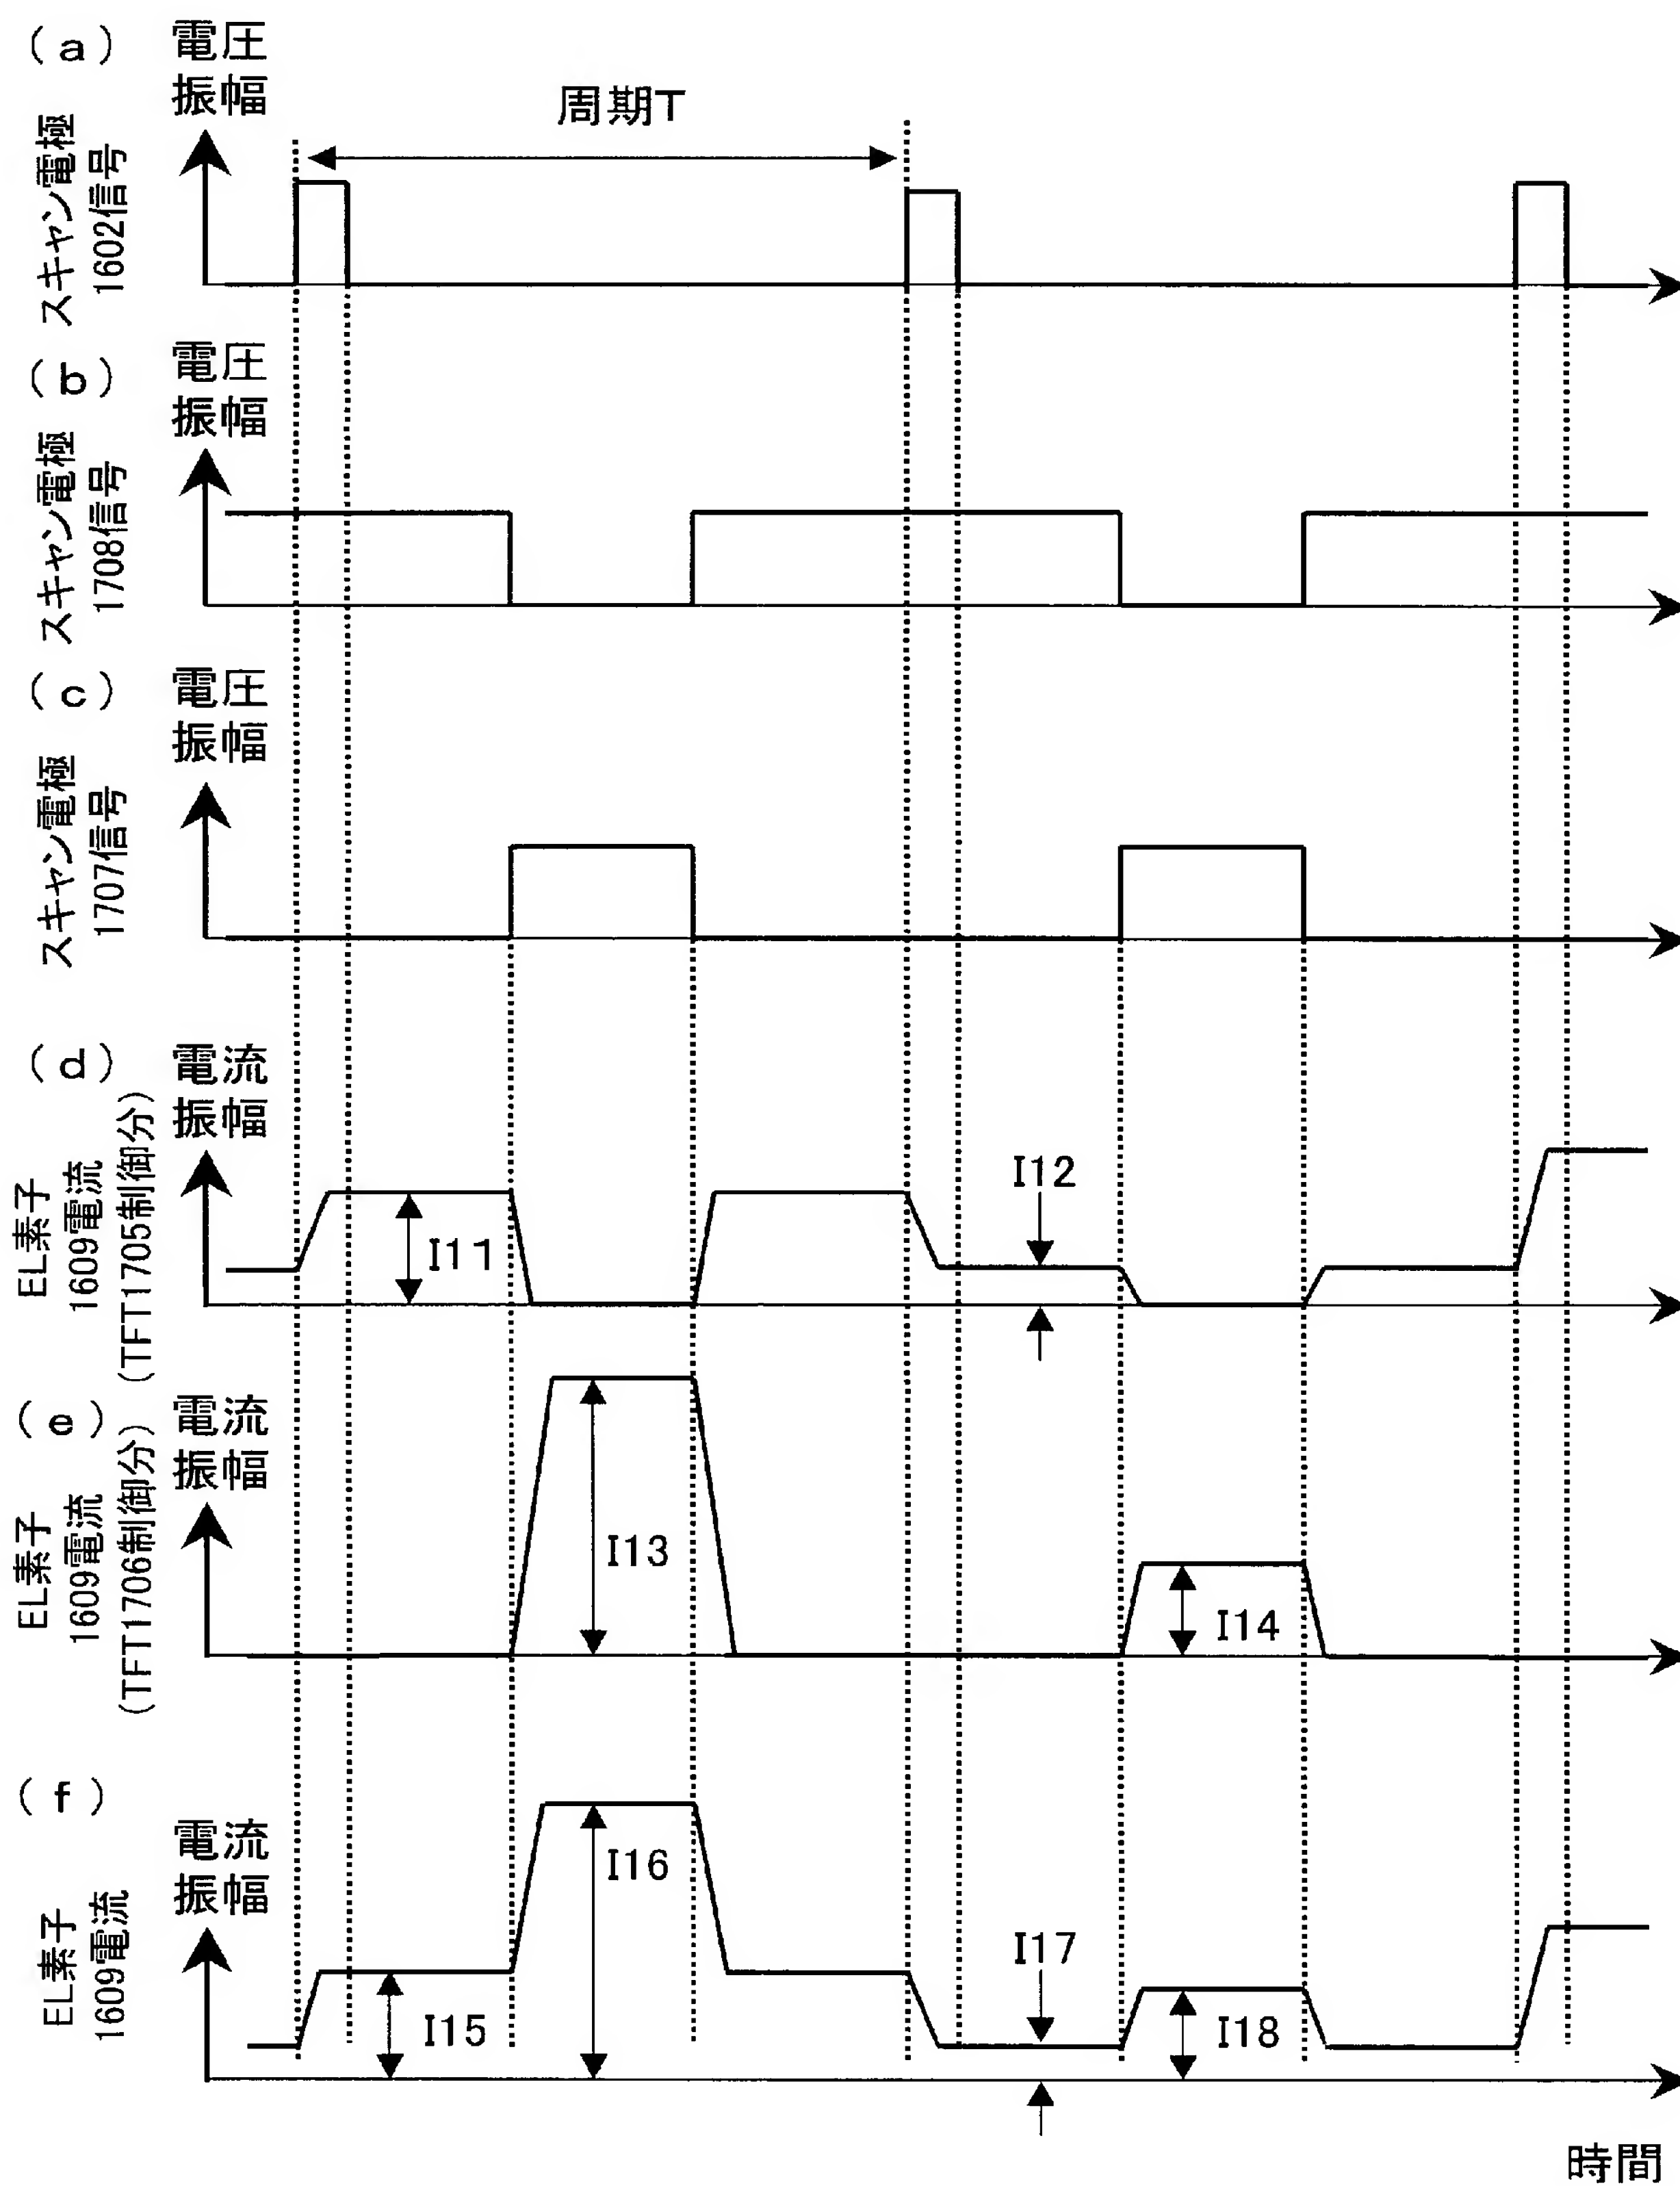 (a)
電圧
振幅
スキャン電極
1602信号
周期T
(b)
電圧
振幅
スキャン電極
1708信号
(c)
電圧
振幅
スキャン電極
1707信号
(d)
電流
振幅
EL素子
1609電流
(TFT1705制御分)
I11
I12
(e)
電流
振幅
EL素子
1609電流
(TFT1706制御分)
I13
I14
(f)
電流
振幅
EL素子
1609電流
I15
I16
I17
I18
時間